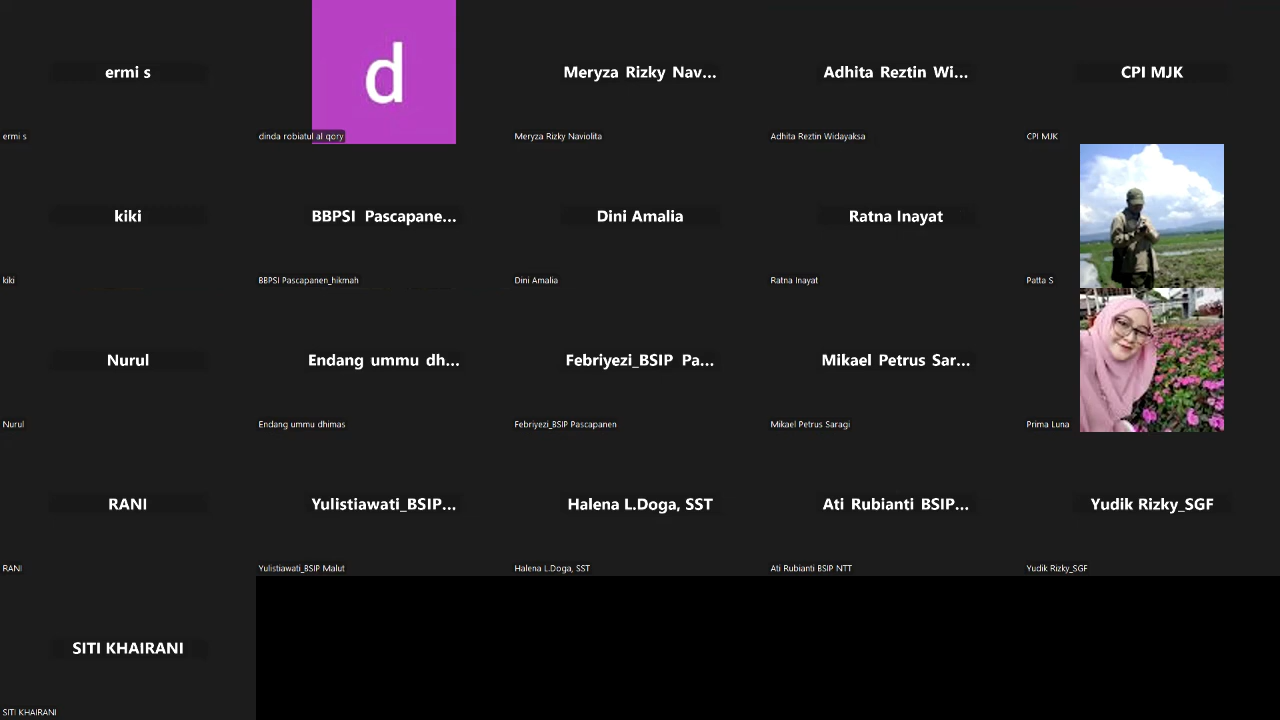 ermi s
ermi s
d
dinda robiatul al qory
Meryza Rizky Nav...
Meryza Rizky Naviolita
Adhita Reztin Wi...
Adhita Reztin Widayaksa
CPI MJK
CPI MJK
kiki
kiki
BBPSI Pascapane...
BBPSI Pascapanen_hikmah
Dini Amalia
Dini Amalia
Ratna Inayat
Ratna Inayat
Patta S
Nurul
Nurul
Endang ummu dh...
Endang ummu dhimas
Febriyezi_BSIP Pa...
Febriyezi_BSIP Pascapanen
Mikael Petrus Sar...
Mikael Petrus Saragi
Prima Luna
RANI
RANI
Yulistiawati_BSIP...
Yulistiawati_BSIP Malut
Halena L.Doga, SST
Halena L.Doga, SST
Ati Rubianti BSIP...
Ati Rubianti BSIP NTT
Yudik Rizky_SGF
Yudik Rizky_SGF
SITI KHAIRANI
SITI KHAIRANI